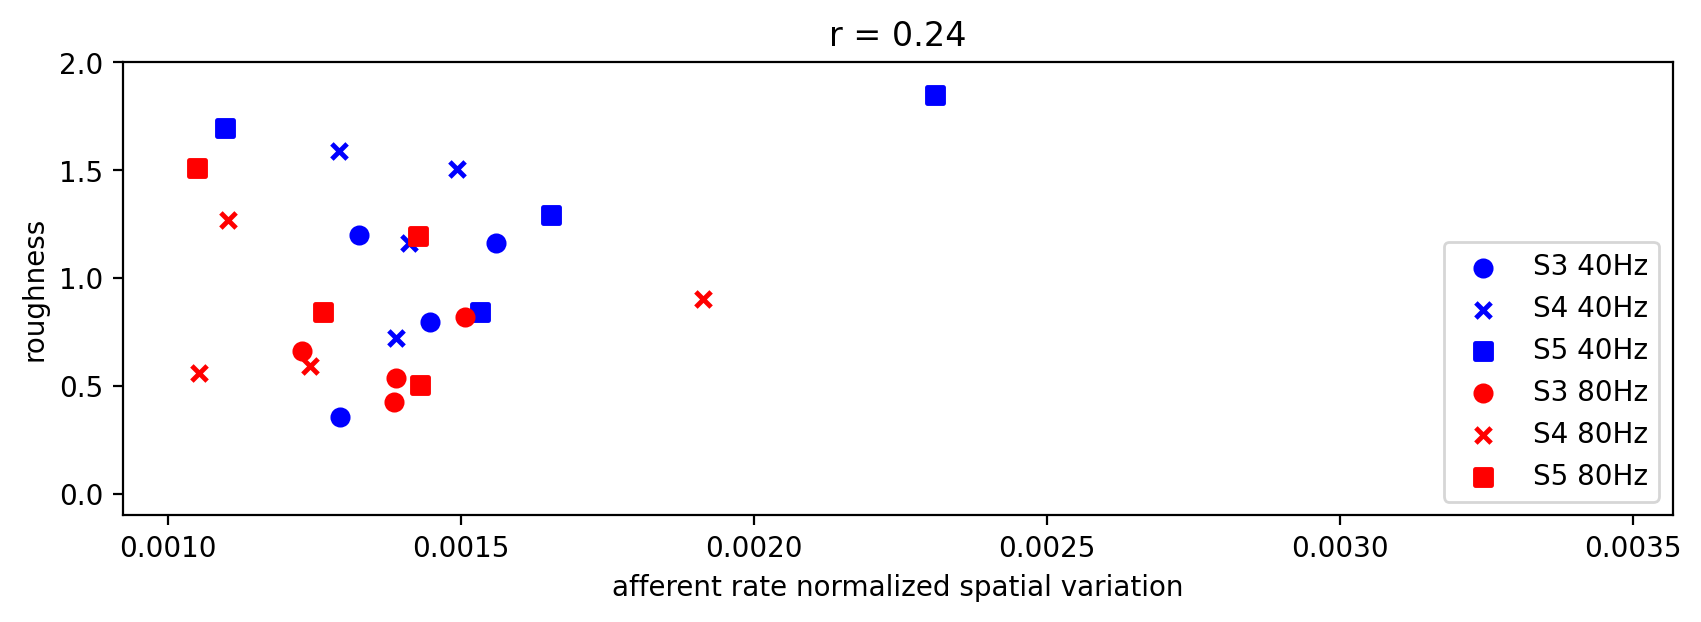 r = 0.24
2.0
1.5
1.0
0.5
0.0
roughness
0.0010 0.0015 0.0020 0.0025 0.0030 0.0035
afferent rate normalized spatial variation
S3 40Hz
S4 40Hz
S5 40Hz
S3 80Hz
S4 80Hz
S5 80Hz